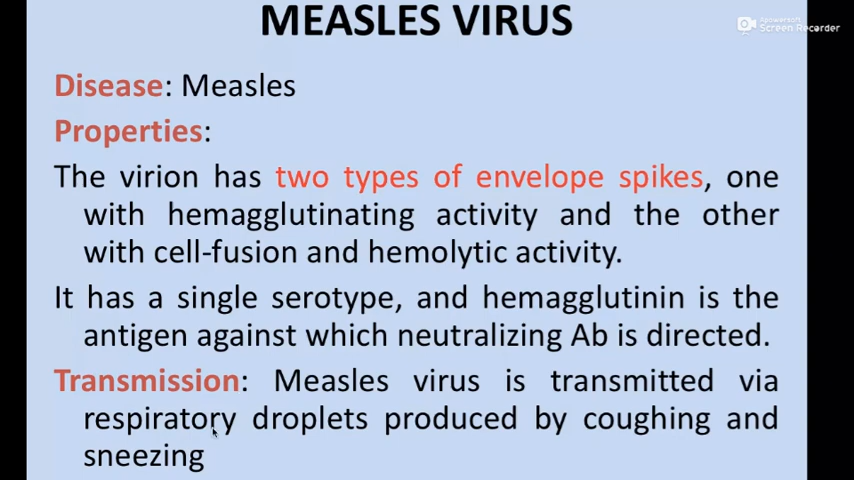 MEASLES VIRUS
Apowersoft
Screen Recorder
Disease: Measles
Properties:
The virion has two types of envelope spikes, one
with hemagglutinating activity and the other
with cell-fusion and hemolytic activity.
It has a single serotype, and hemagglutinin is the
antigen against which neutralizing Ab is directed.
Transmission: Measles virus is transmitted via
respiratory droplets produced by coughing and
sneezing